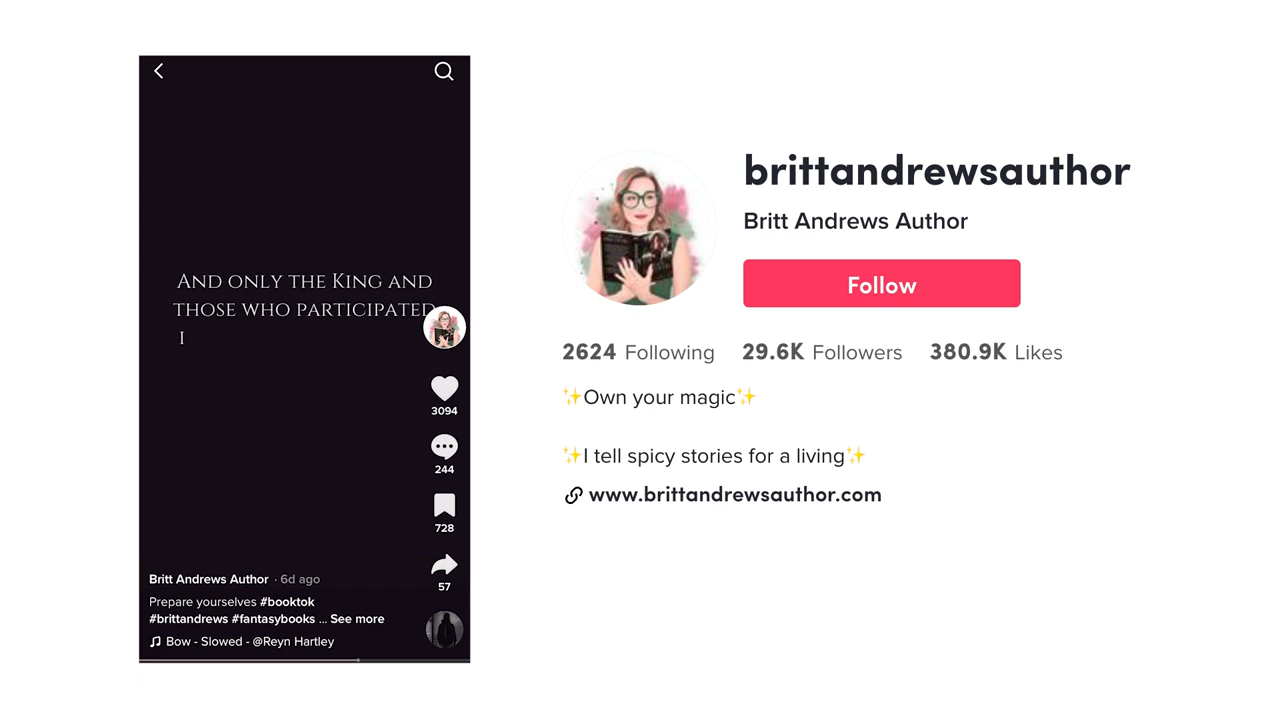 AND ONLY THE KING AND
THOSE WHO PARTICIPATED
I
3094
244
728
57
Britt Andrews Author · 6d ago
Prepare yourselves #booktok
#brittandrews #fantasybooks ... See more
Bow - Slowed - @Reyn Hartley
brittandrewsauthor
Britt Andrews Author
Follow
2624 Following 29.6K Followers 380.9K Likes
✨Own your magic✨
✨I tell spicy stories for a living✨
www.brittandrewsauthor.com